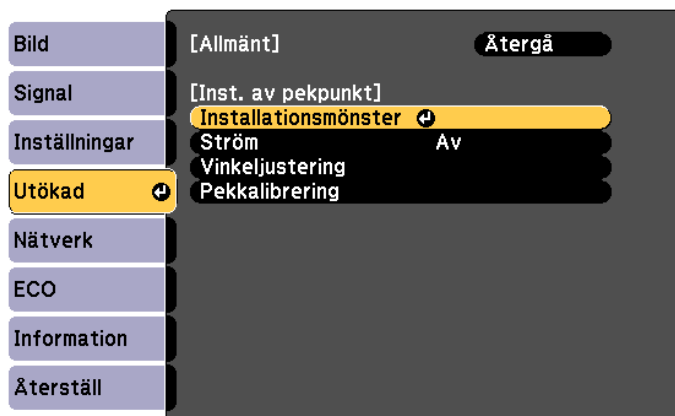 Bild
Signal
Inställningar
Utökad
Nätverk
ECO
Information
Återställ
[Allmänt] Återgå
[Inst. av pekpunkt]
Installationsmönster
Ström Av
Vinkeljustering
Pekkalibrering